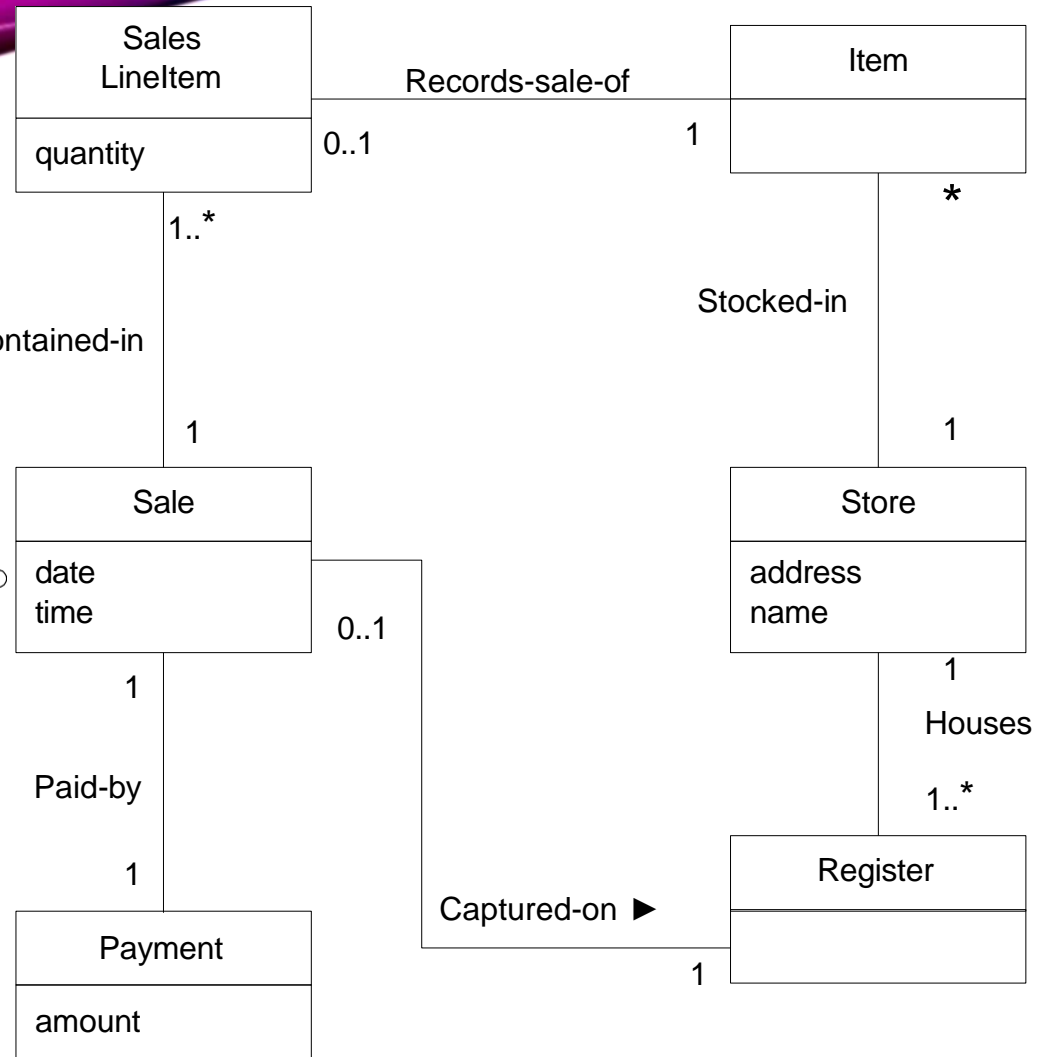 Sales
LineItem
quantity
Records-sale-of
0..1
1
Item
*
1..*
ontained-in
1
Stocked-in
1
Sale
date
time
0..1
Store
address
name
1
Houses
1..*
1
Paid-by
1
Captured-on ►
1
Register
Payment
amount